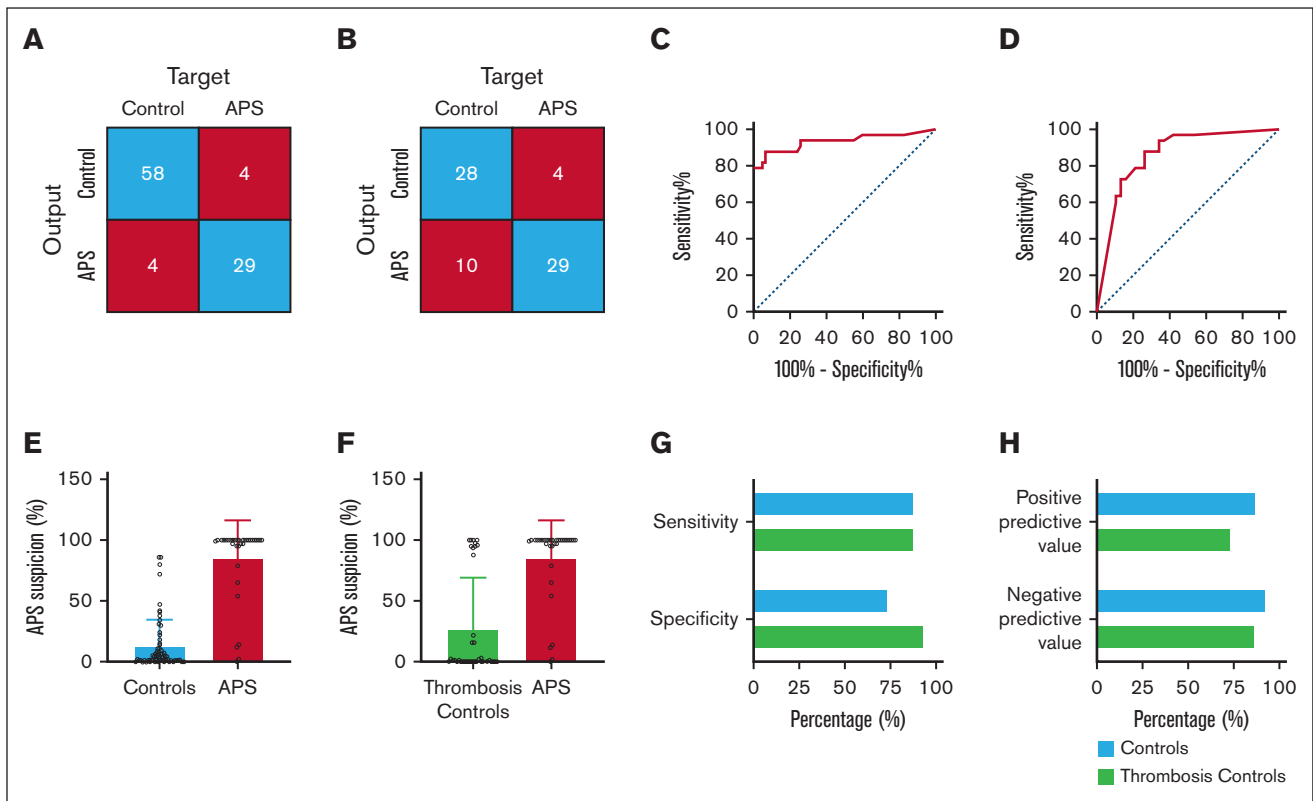 A
Target
Control APS
Output
Control
APS
58 4
4 29
B
Target
Control APS
Output
Control
APS
28 4
10 29
C
Sensitivity%
100
80
60
40
20
0
0 20 40 60 80 100
100% - Specificity%
D
Sensitivity%
100
80
60
40
20
0
0 20 40 60 80 100
100% - Specificity%
E
APS suspicion (%)
150
100
50
0
Controls APS
F
APS suspicion (%)
150
100
50
0
Thrombosis APS
Controls
G
Sensitivity
Specificity
0 25 50 75 100
Percentage (%)
H
Positive
predictive
value
Negative
predictive
value
0 25 50 75 100
Percentage (%)
Controls
Thrombosis Controls